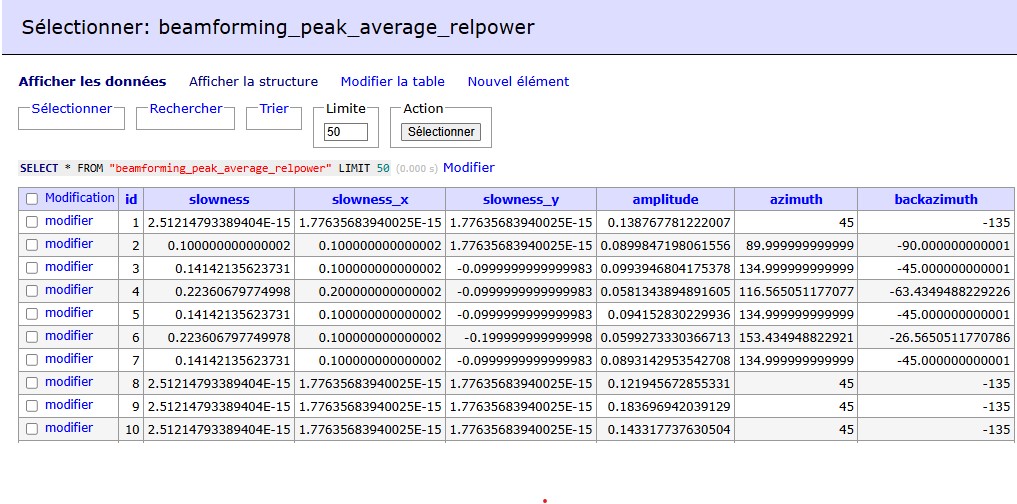 Sélectionner: beamforming_peak_average_relpower
Afficher les données Afficher la structure Modifier la table Nouvel élément
Sélectionner Rechercher Trier Limite Action
50 Sélectionner
SELECT * FROM "beamforming_peak_average_relpower" LIMIT 50 (0.000 s) Modifier
Modification id slowness slowness_x slowness_y amplitude azimuth backazimuth
modifier 1 2.51214793389404E-15 1.77635683940025E-15 1.77635683940025E-15 0.138767781222007 45 -135
modifier 2 0.100000000000002 0.100000000000002 1.77635683940025E-15 0.0899847198061556 89.999999999999 -90.000000000001
modifier 3 0.14142135623731 0.100000000000002 -0.0999999999999983 0.0993946804175378 134.999999999999 -45.000000000001
modifier 4 0.22360679774998 0.200000000000002 -0.0999999999999983 0.0581343894891605 116.565051177077 -63.4349488229226
modifier 5 0.14142135623731 0.100000000000002 -0.0999999999999983 0.094152830229936 134.999999999999 -45.000000000001
modifier 6 0.223606797749978 0.100000000000002 -0.199999999999998 0.0599273330366713 153.434948822921 -26.5650511770786
modifier 7 0.14142135623731 0.100000000000002 -0.0999999999999983 0.0893142953542708 134.999999999999 -45.000000000001
modifier 8 2.51214793389404E-15 1.77635683940025E-15 1.77635683940025E-15 0.121945672855331 45 -135
modifier 9 2.51214793389404E-15 1.77635683940025E-15 1.77635683940025E-15 0.183696942039129 45 -135
modifier 10 2.51214793389404E-15 1.77635683940025E-15 1.77635683940025E-15 0.143317737630504 45 -135